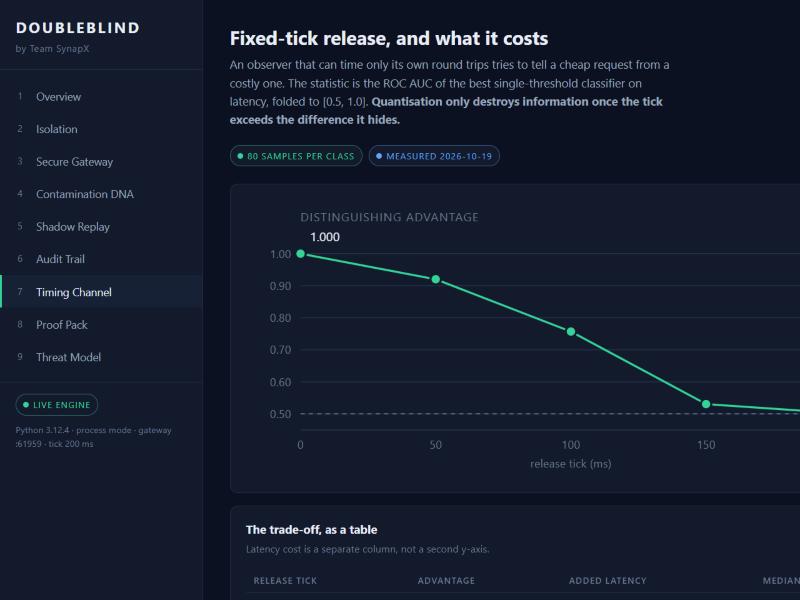 DOUBLEBLIND
by Team SynapX
1 Overview
2 Isolation
3 Secure Gateway
4 Contamination DNA
5 Shadow Replay
6 Audit Trail
7 Timing Channel
8 Proof Pack
9 Threat Model
LIVE ENGINE
Python 3.12.4 · process mode · gateway
:61959 · tick 200 ms
Fixed-tick release, and what it costs
An observer that can time only its own round trips tries to tell a cheap request from a
costly one. The statistic is the ROC AUC of the best single-threshold classifier on
latency, folded to [0.5, 1.0]. Quantisation only destroys information once the tick
exceeds the difference it hides.
80 SAMPLES PER CLASS
MEASURED 2026-10-19
DISTINGUISHING ADVANTAGE
1.000
1.00
0.90
0.80
0.70
0.60
0.50
0 50 100 150
release tick (ms)
The trade-off, as a table
Latency cost is a separate column, not a second y-axis.
RELEASE TICK ADVANTAGE ADDED LATENCY MEDIAN